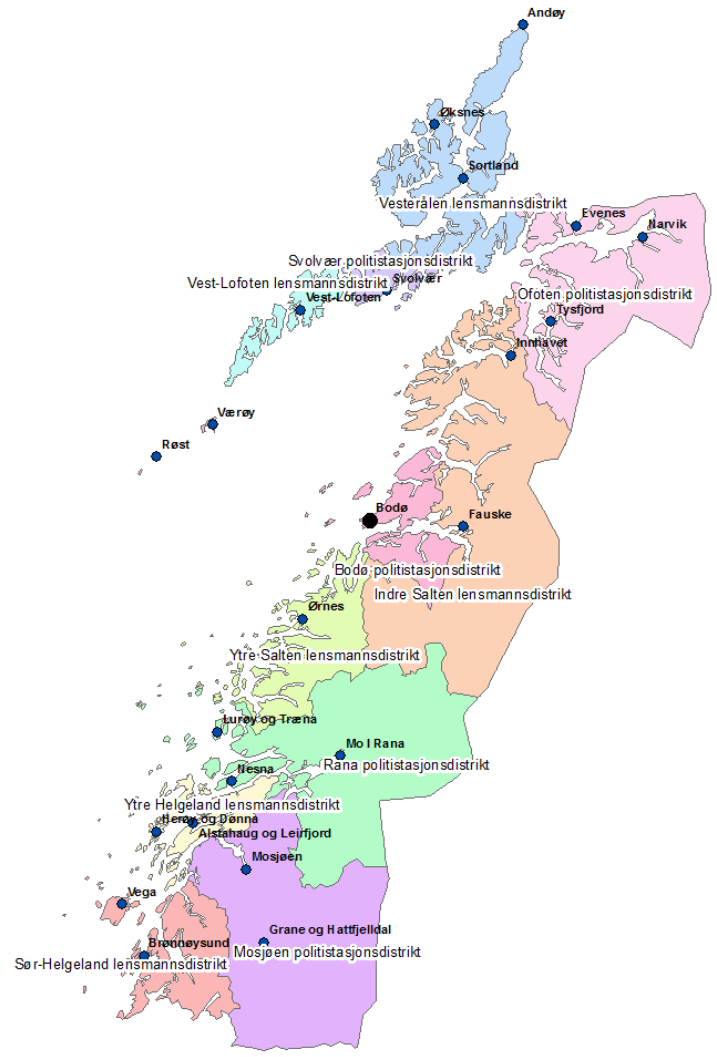 Andøy
Øksnes
Sortland
Vesterålen lensmannsdistrikt
Evenes
Narvik
Svolvær politistasjonsdistrikt
Svolvær
Vest-Lofoten lensmannsdistrikt
Vest-Lofoten
Ofoten politistasjonsdistrikt
Tysfjord
Innhavet
Værøy
Røst
Bodø
Fauske
Bodø politistasjonsdistrikt
Indre Salten lensmannsdistrikt
Ørnes
Ytre Salten lensmannsdistrikt
Lurøy og Træna
Mo I Rana
Rana politistasjonsdistrikt
Nesna
Ytre Helgeland lensmannsdistrikt
Herøy og Dønna
Alstahaug og Leirfjord
Mosjøen
Vega
Grane og Hattfjelldal
Brønnøysund
Mosjøen politistasjonsdistrikt
Sør-Helgeland lensmannsdistrikt